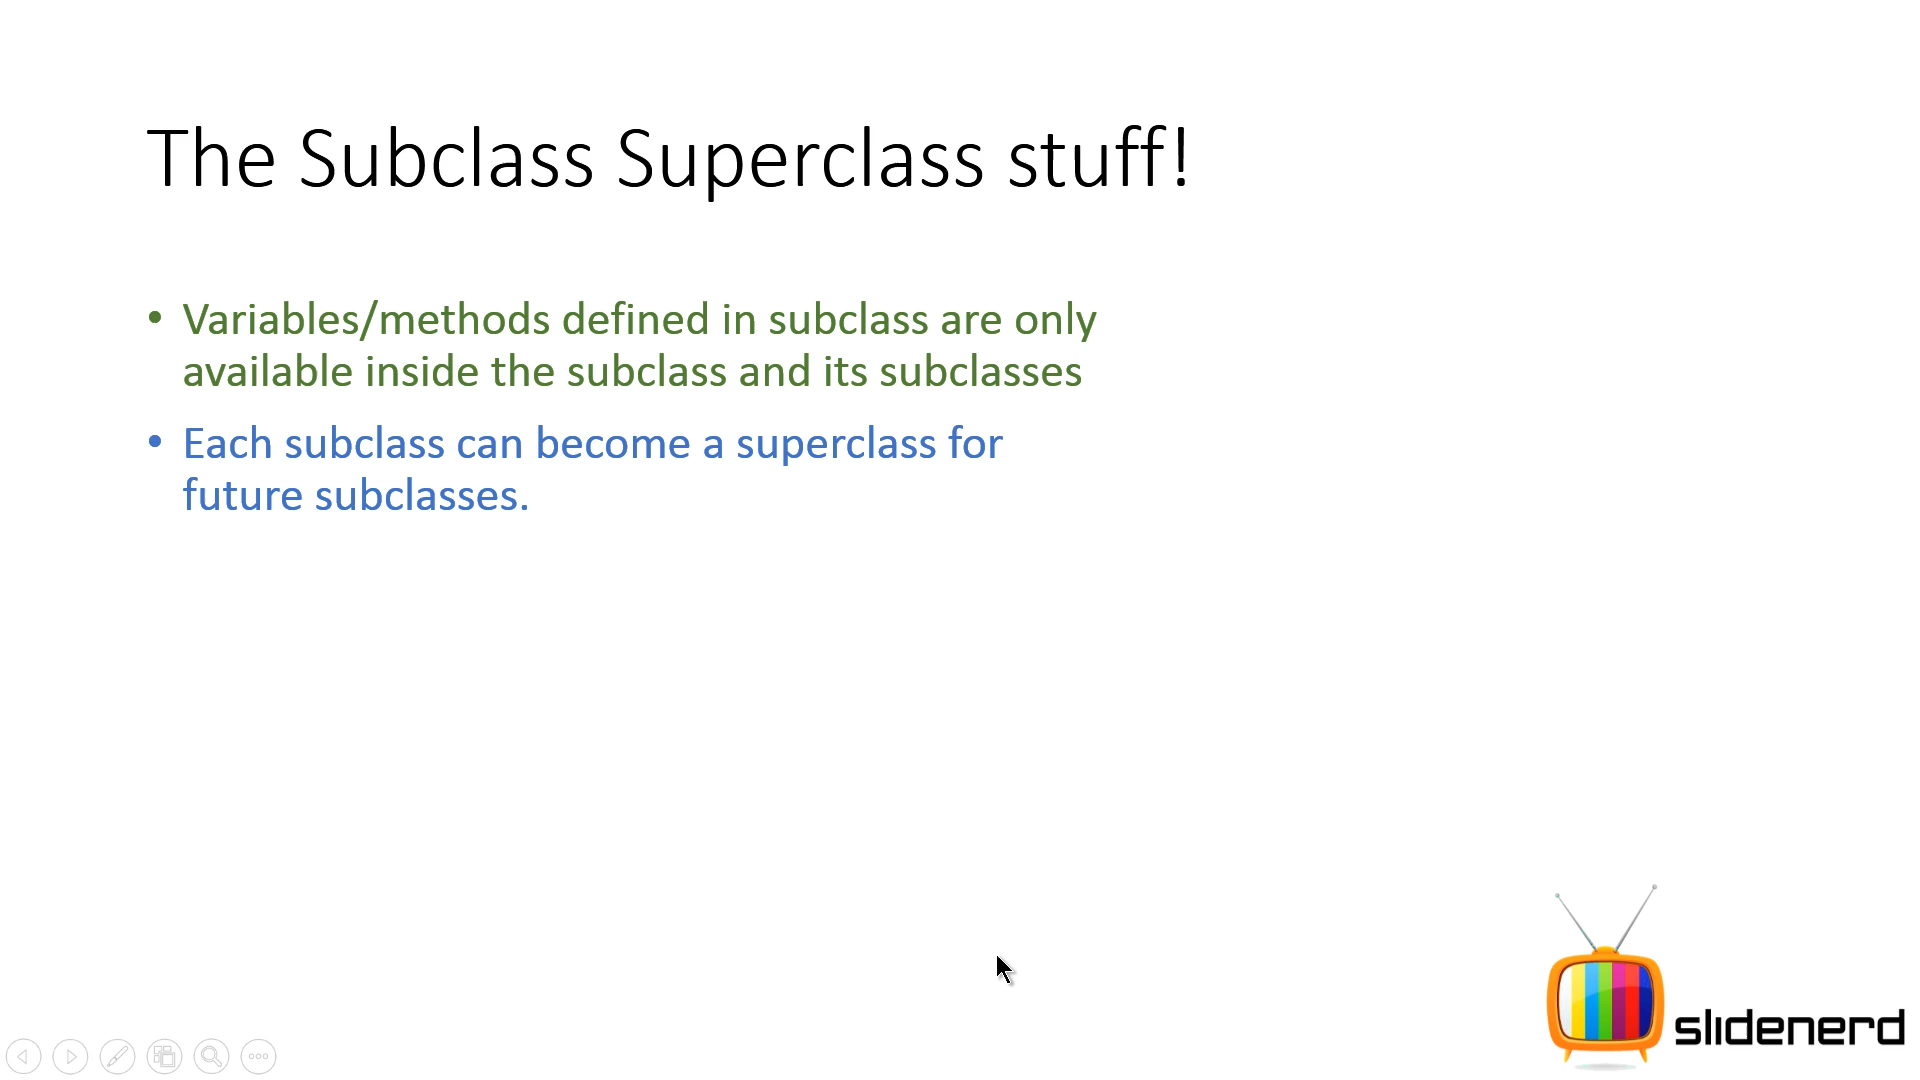 The Subclass Superclass stuff!
• Variables/methods defined in subclass are only
available inside the subclass and its subclasses
• Each subclass can become a superclass for
future subclasses.
slidenerd